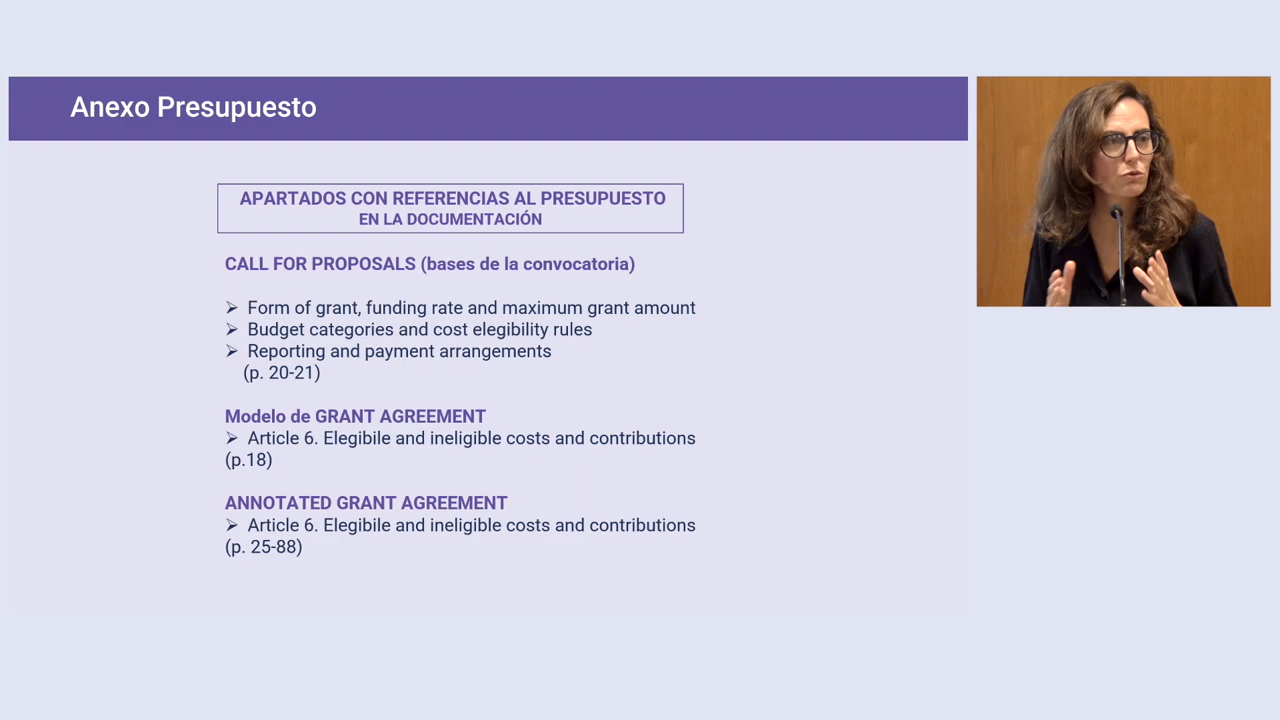 Anexo Presupuesto
APARTADOS CON REFERENCIAS AL PRESUPUESTO
EN LA DOCUMENTACIÓN
CALL FOR PROPOSALS (bases de la convocatoria)
➢ Form of grant, funding rate and maximum grant amount
➢ Budget categories and cost elegibility rules
➢ Reporting and payment arrangements
(p. 20-21)
Modelo de GRANT AGREEMENT
➢ Article 6. Elegibile and ineligible costs and contributions
(p.18)
ANNOTATED GRANT AGREEMENT
➢ Article 6. Elegibile and ineligible costs and contributions
(p. 25-88)